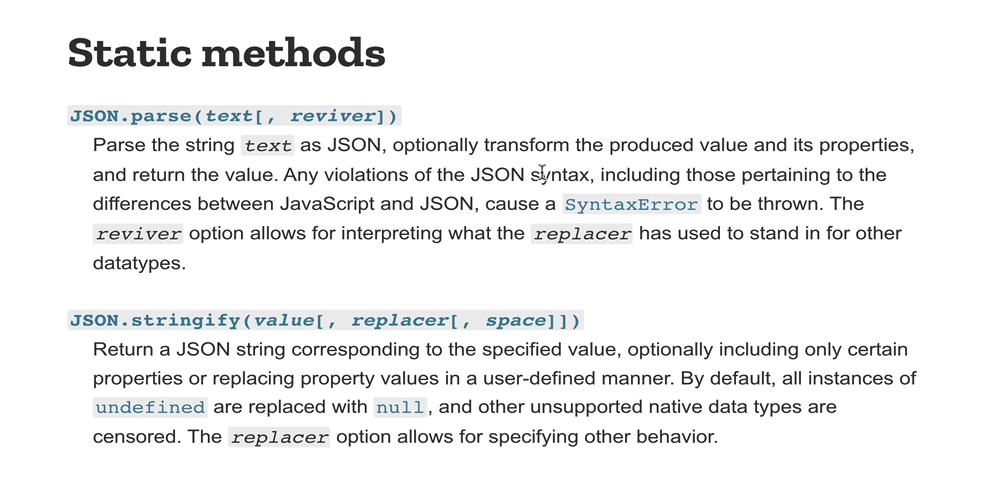 Static methods
JSON.parse(text[, reviver])
Parse the string text as JSON, optionally transform the produced value and its properties,
and return the value. Any violations of the JSON syntax, including those pertaining to the
differences between JavaScript and JSON, cause a SyntaxError to be thrown. The
reviver option allows for interpreting what the replacer has used to stand in for other
datatypes.
JSON.stringify(value[, replacer[, space]])
Return a JSON string corresponding to the specified value, optionally including only certain
properties or replacing property values in a user-defined manner. By default, all instances of
undefined are replaced with null, and other unsupported native data types are
censored. The replacer option allows for specifying other behavior.